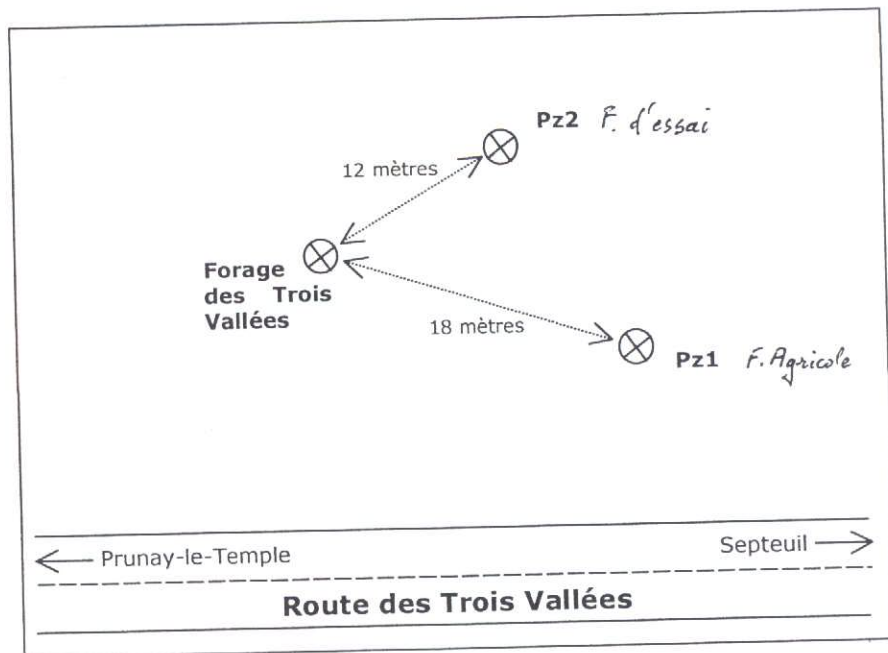 Pz2 F. d'essai
12 mètres
Forage
des Trois
Vallées
18 mètres
Pz1 F. Agricole
Prunay-le-Temple
Septeuil
Route des Trois Vallées